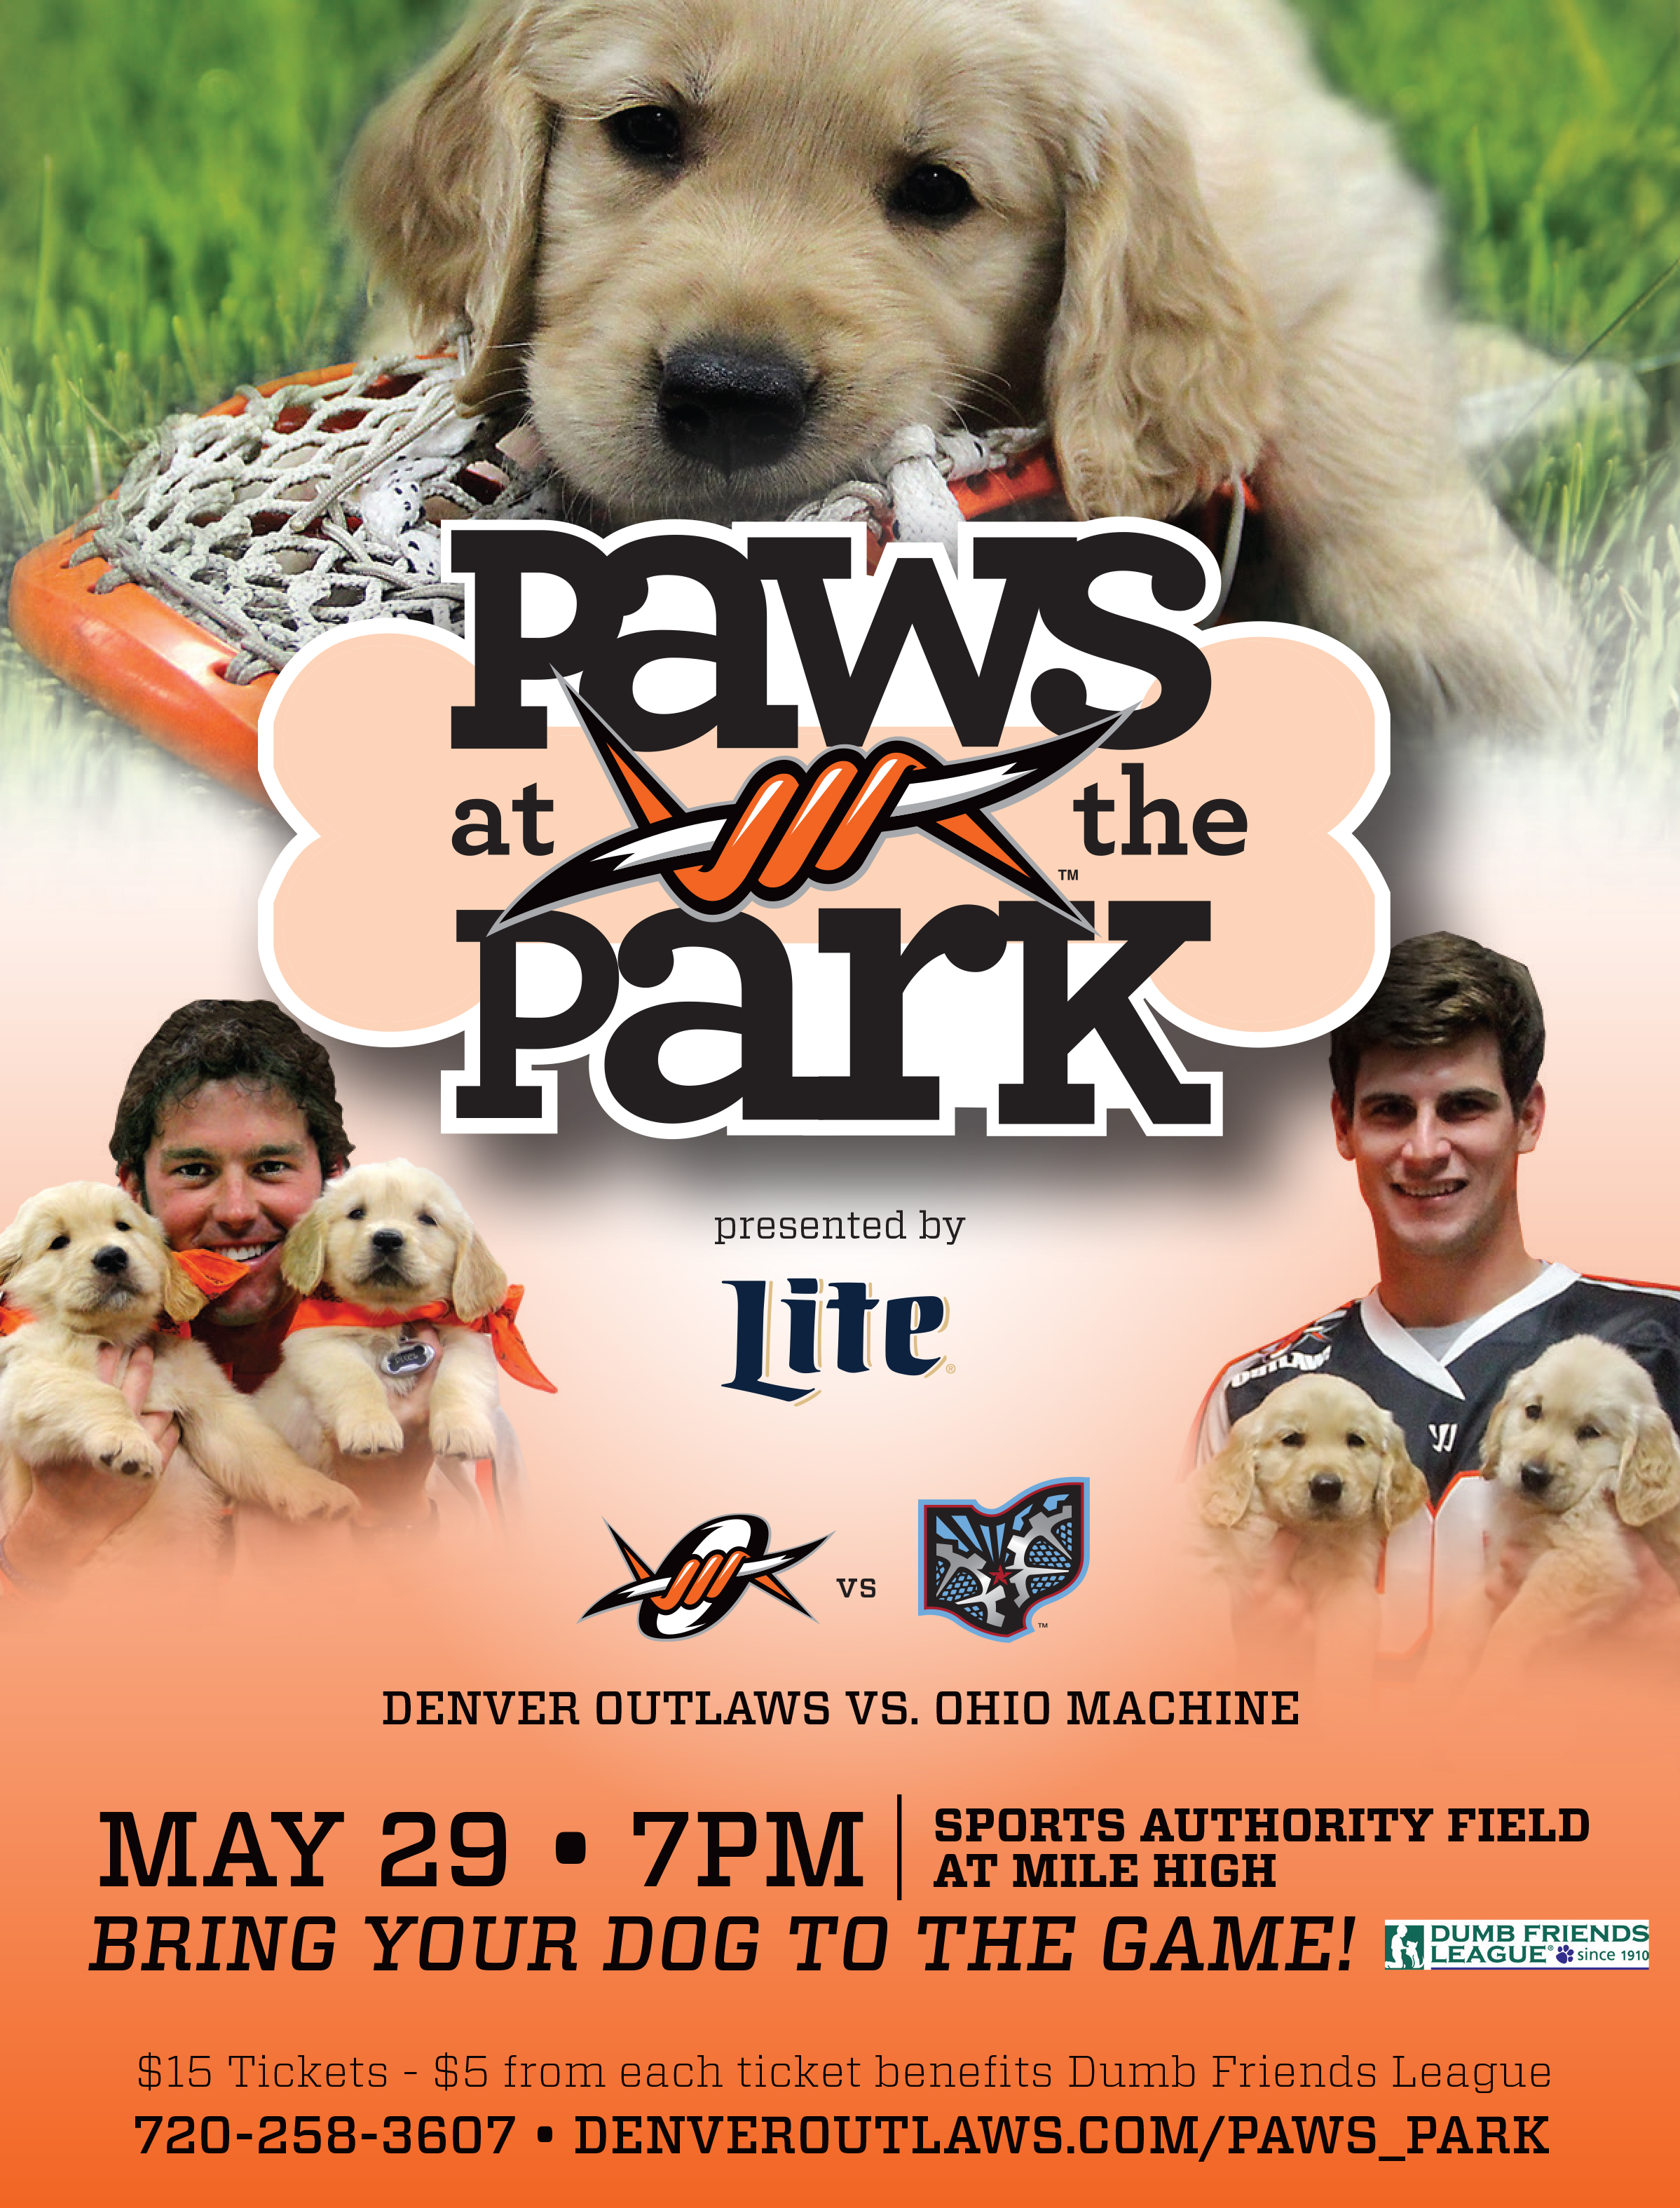 Paws
at the
™
Park
presented by
Lite®
VS
™
DENVER OUTLAWS VS. OHIO MACHINE
MAY 29 • 7PM
SPORTS AUTHORITY FIELD
AT MILE HIGH
BRING YOUR DOG TO THE GAME!
DUMB FRIENDS
LEAGUE® since 1910
$15 Tickets - $5 from each ticket benefits Dumb Friends League
720-258-3607 • DENVEROUTLAWS.COM/PAWS_PARK